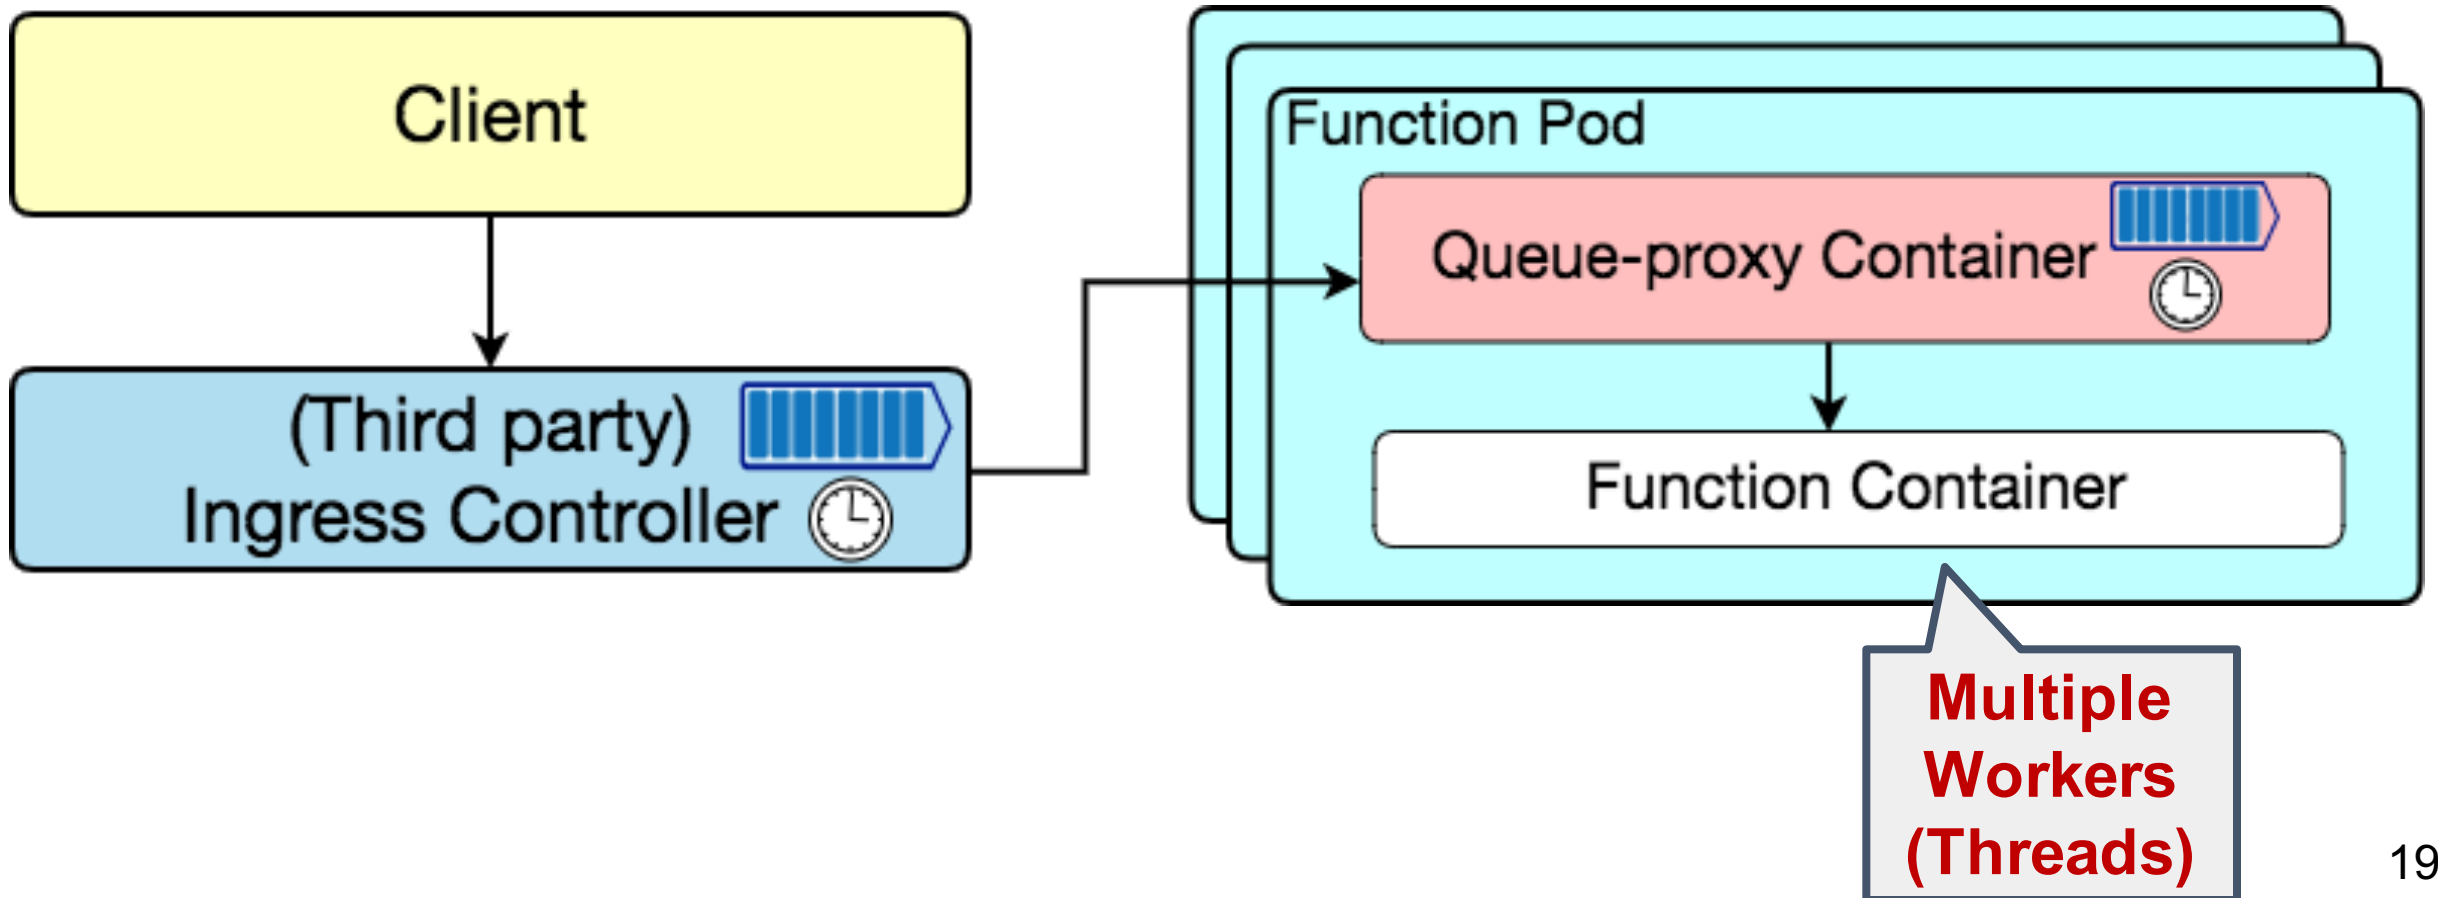 Client
(Third party)
Ingress Controller
Function Pod
Queue-proxy Container
Function Container
Multiple
Workers
(Threads)
19